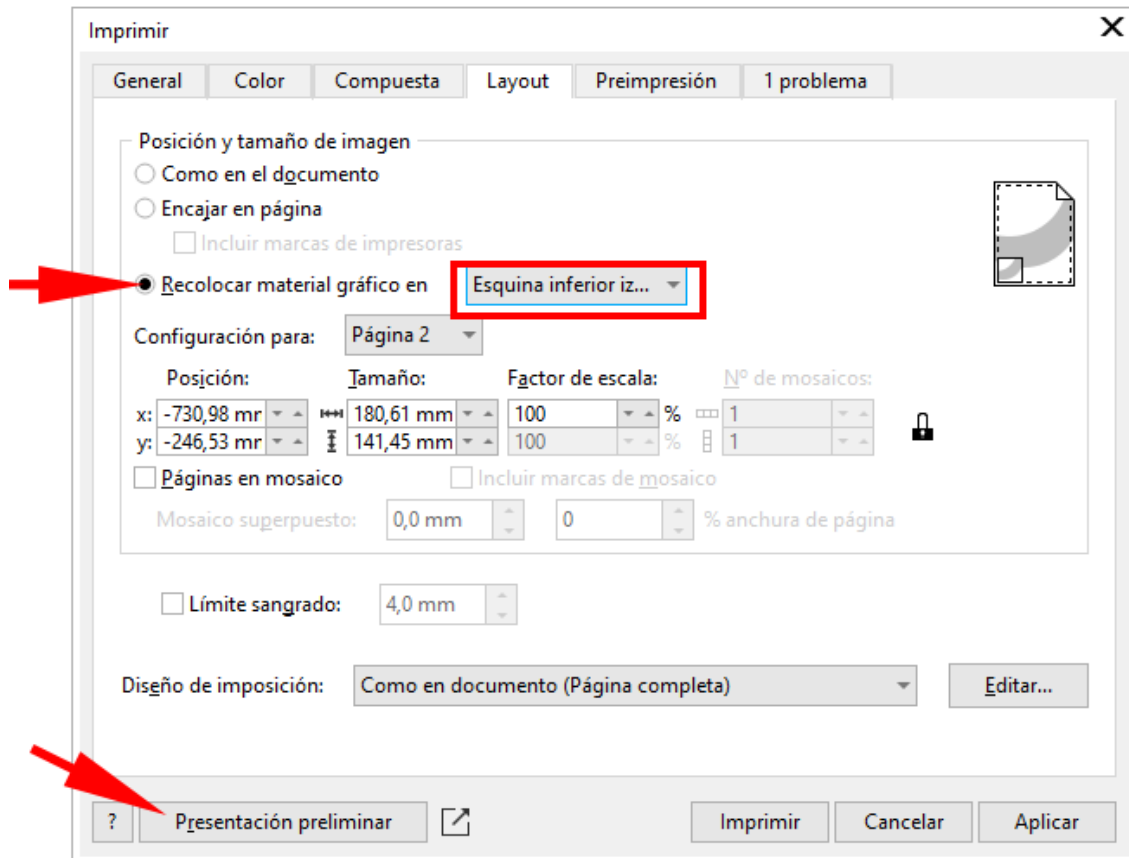 Imprimir
General Color Compuesta Layout Preimpresión 1 problema
Posición y tamaño de imagen
Como en el documento
Encajar en página
Incluir marcas de impresoras
Recolocar material gráfico en Esquina inferior iz...
Configuración para: Página 2
Posición: Tamaño: Factor de escala: Nº de mosaicos:
x: -730,98 mr 180,61 mm 100 % 1
y: -246,53 mr 141,45 mm 100 % 1
Páginas en mosaico Incluir marcas de mosaico
Mosaico superpuesto: 0,0 mm 0 % anchura de página
Límite sangrado: 4,0 mm
Diseño de imposición: Como en documento (Página completa) Editar...
? Presentación preliminar Imprimir Cancelar Aplicar